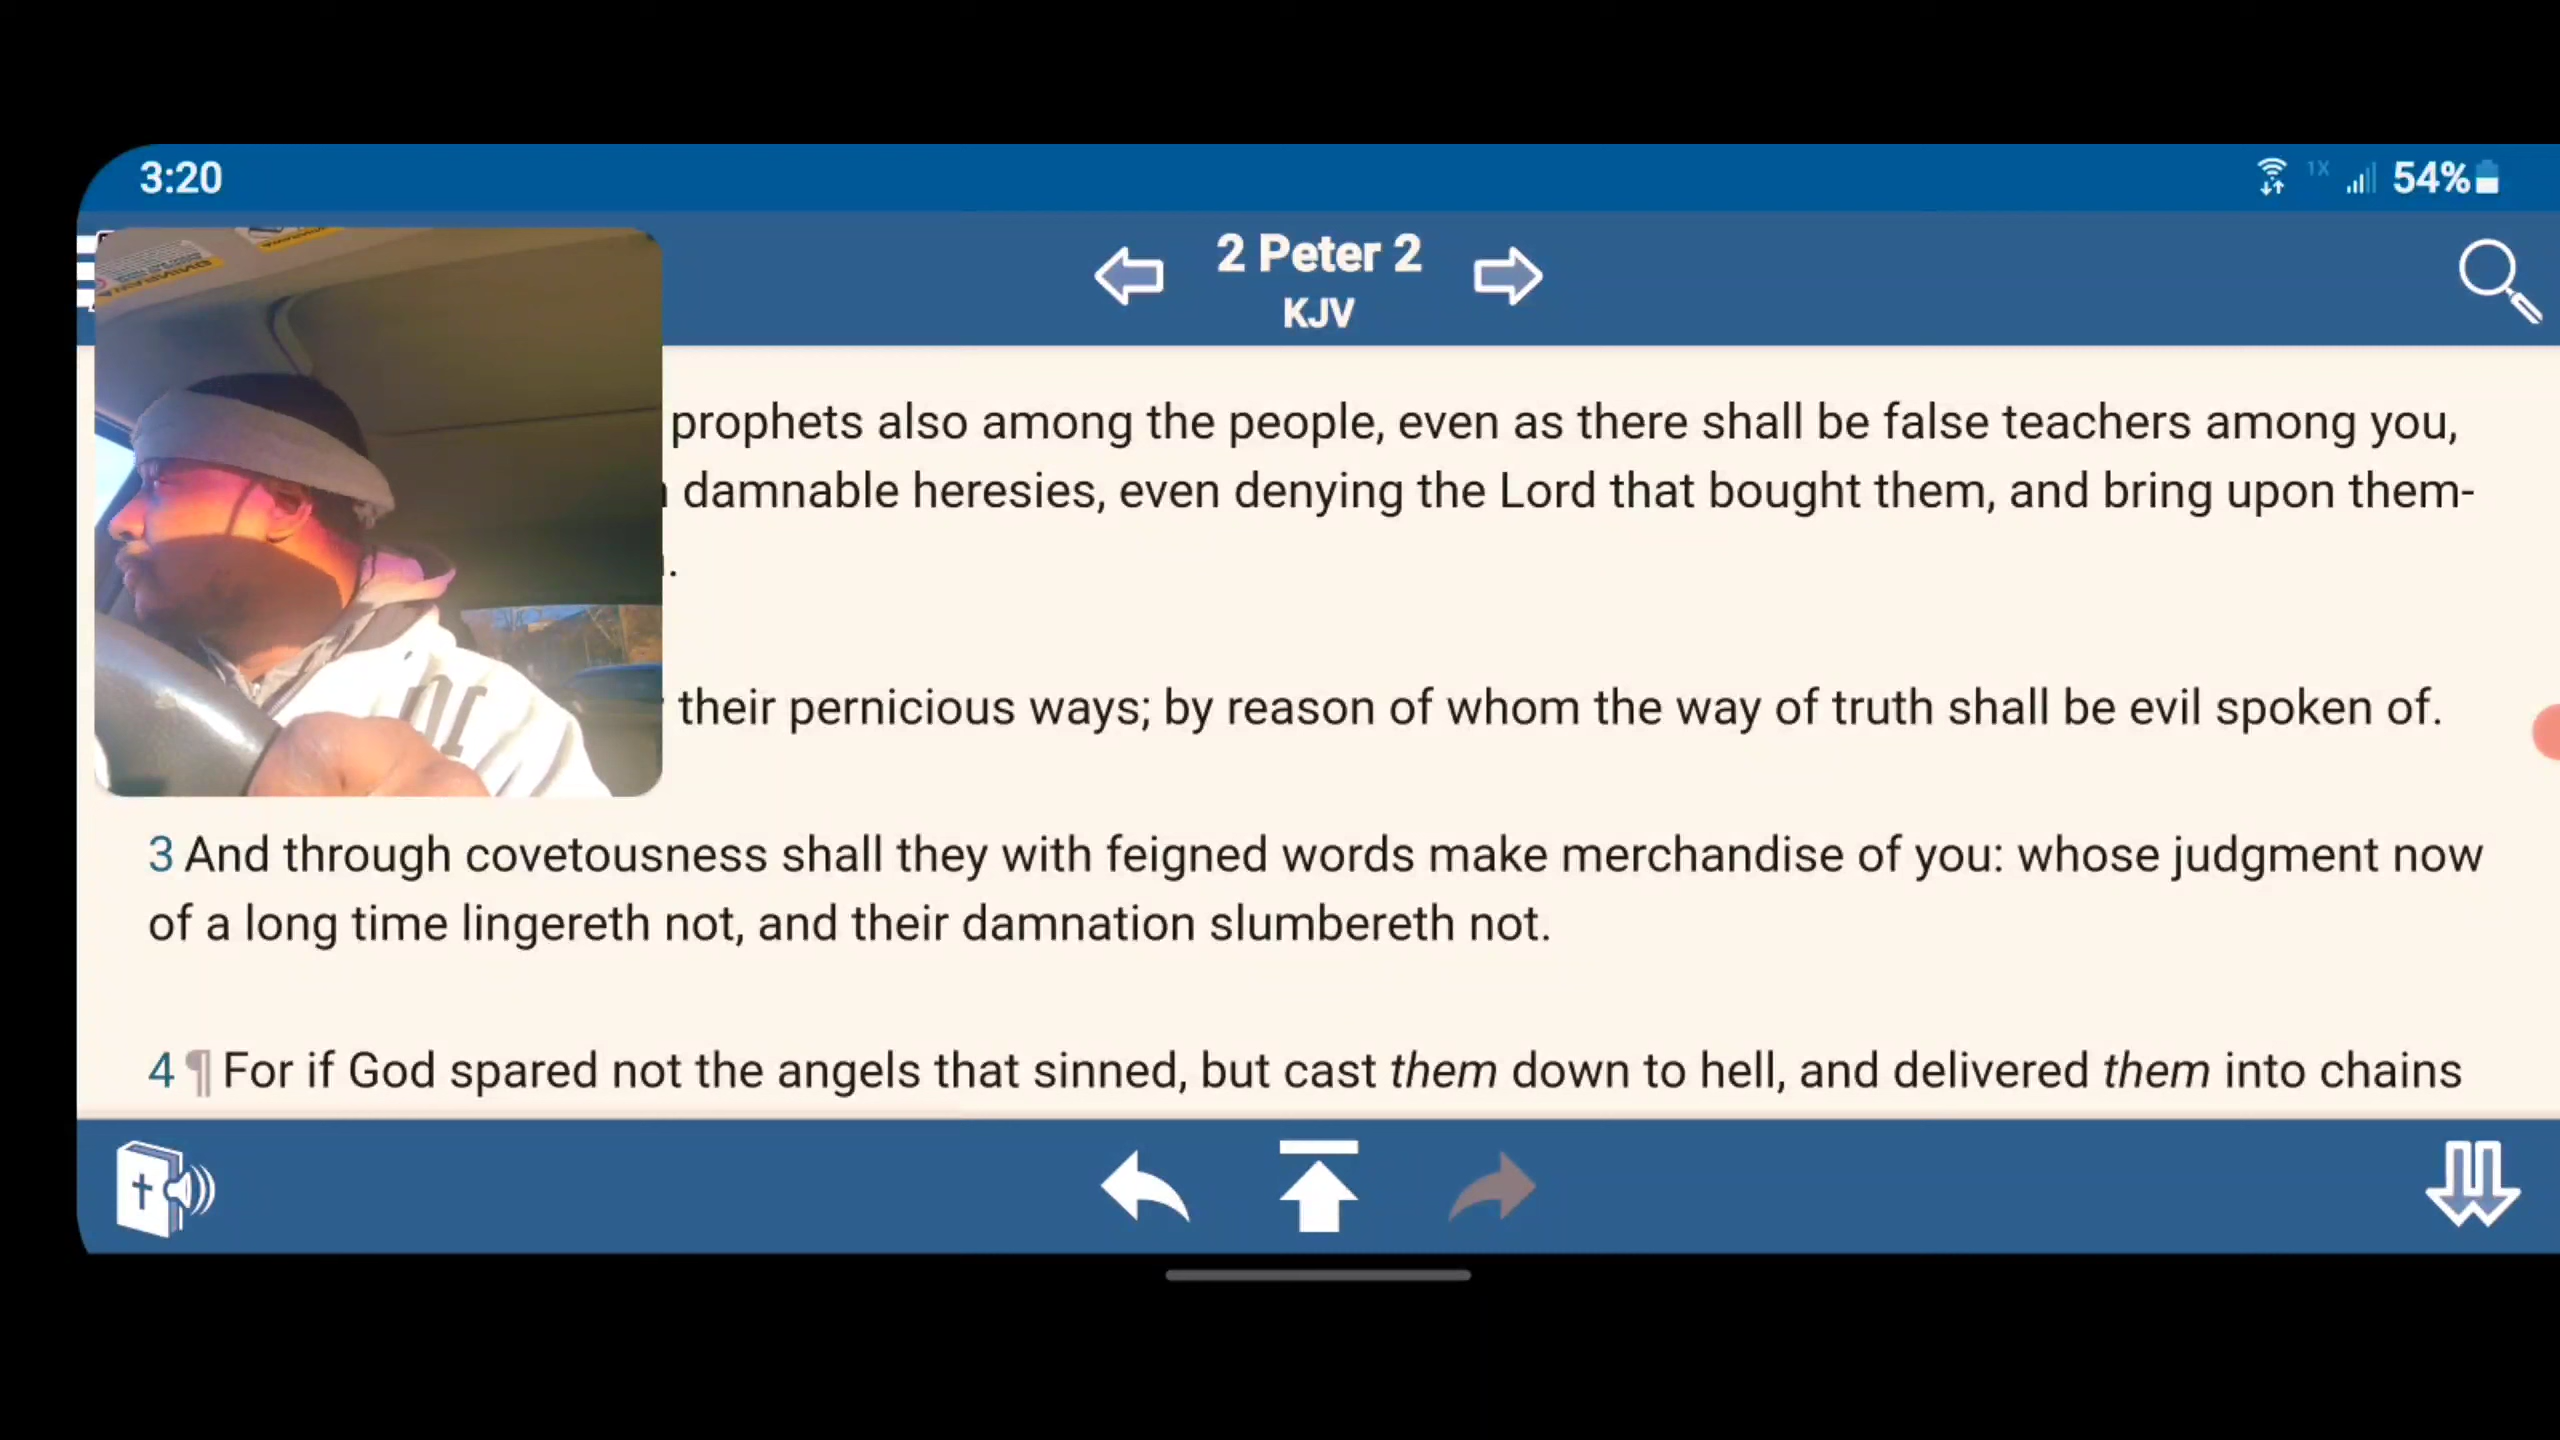 3:20
1X
54%
2 Peter 2
KJV
prophets also among the people, even as there shall be false teachers among you,
damnable heresies, even denying the Lord that bought them, and bring upon them-
.
their pernicious ways; by reason of whom the way of truth shall be evil spoken of.
3 And through covetousness shall they with feigned words make merchandise of you: whose judgment now
of a long time lingereth not, and their damnation slumbereth not.
4 ¶ For if God spared not the angels that sinned, but cast them down to hell, and delivered them into chains